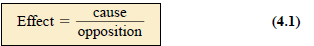 Effect = cause / opposition (4.1)